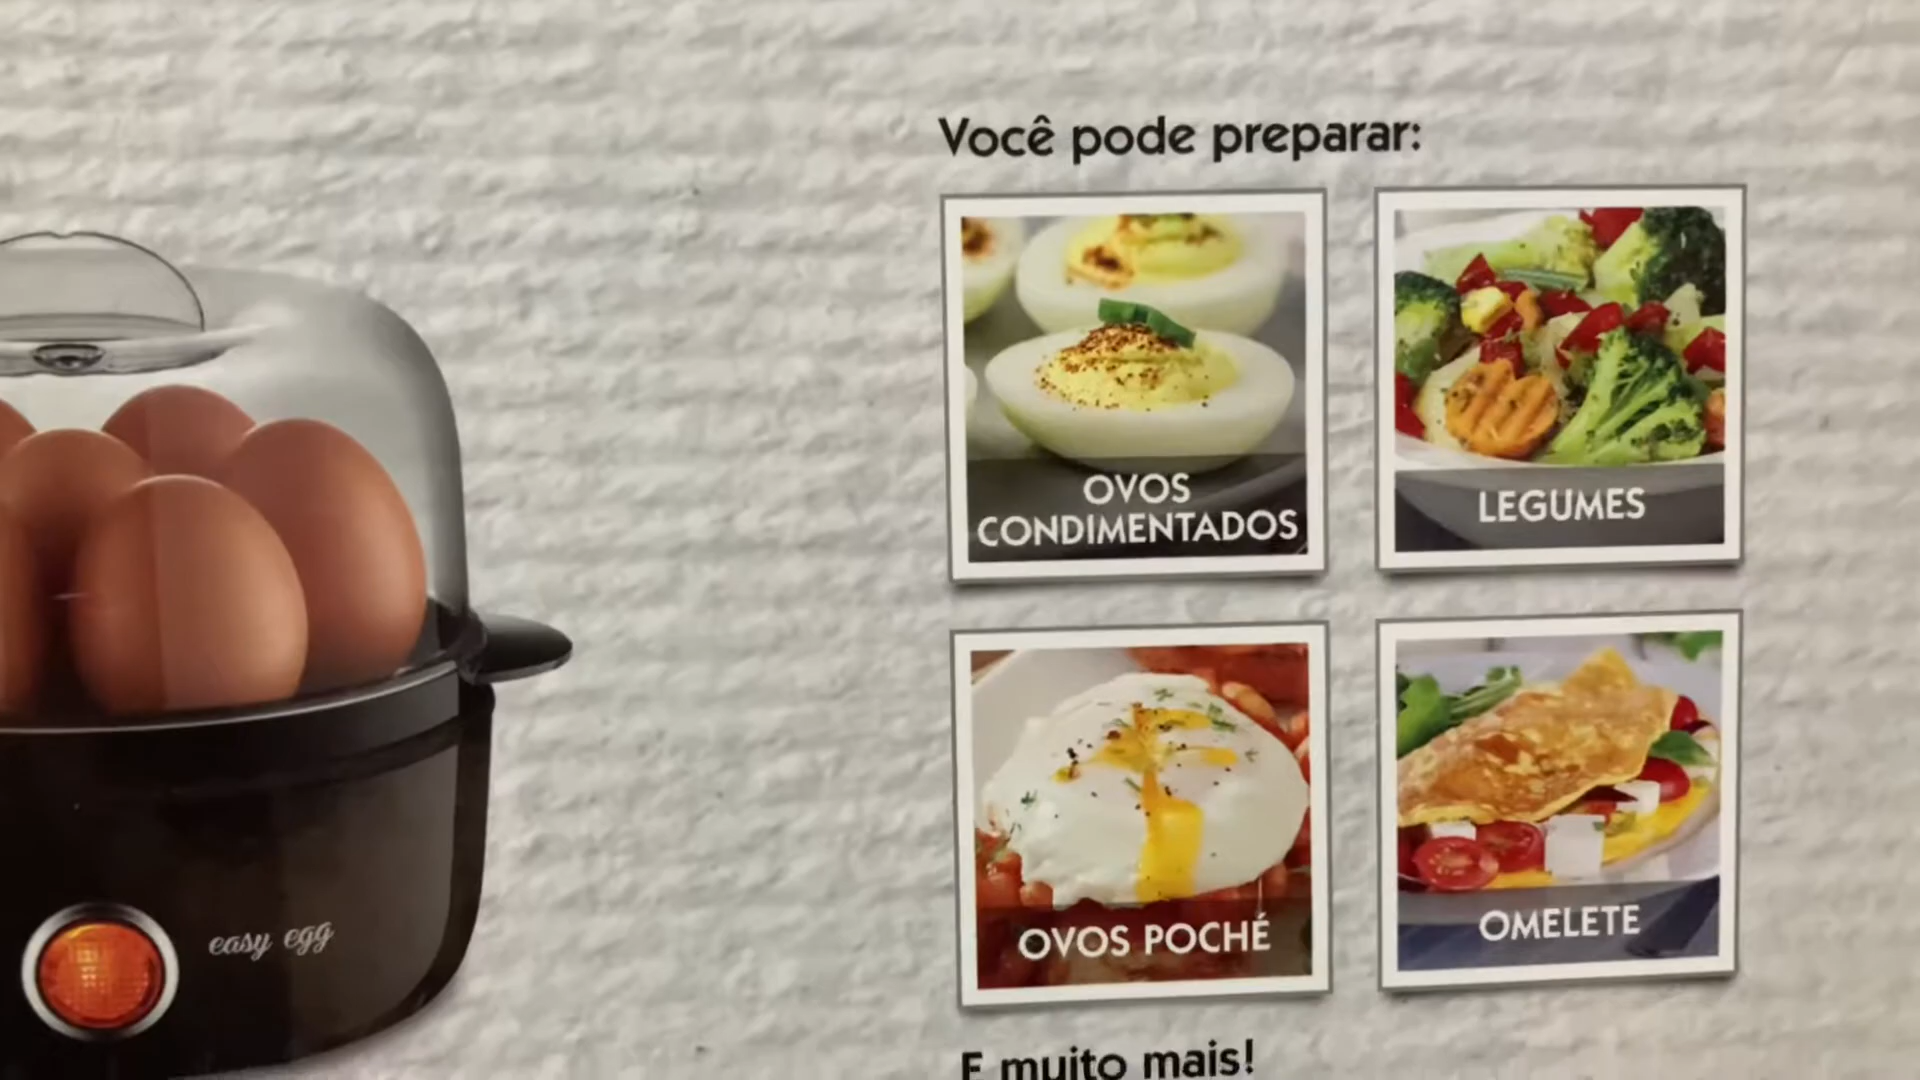 Você pode preparar:
OVOS
CONDIMENTADOS
LEGUMES
OVOS POCHÉ
OMELETE
easy egg
E muito mais!